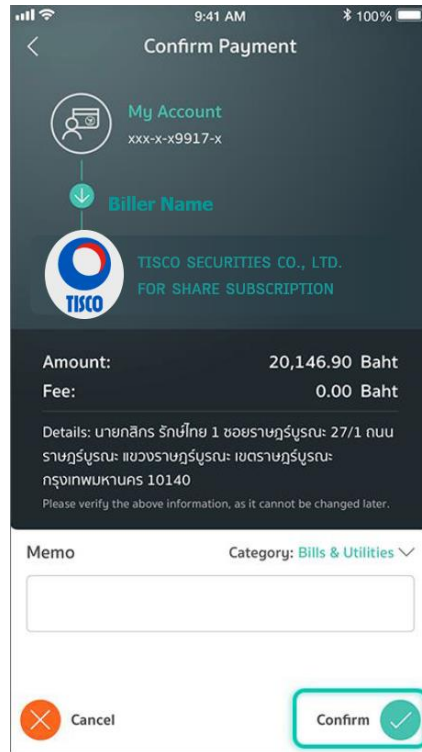 9:41 AM 100%
Confirm Payment
My Account
xxx-x-x9917-x
Biller Name
TISCO
TISCO SECURITIES CO., LTD.
FOR SHARE SUBSCRIPTION
Amount: 20,146.90 Baht
Fee: 0.00 Baht
Details: นายกสิกร รักษ์ไทย 1 ซอยราษฎร์บูรณะ 27/1 ถนน
ราษฎร์บูรณะ แขวงราษฎร์บูรณะ เขตราษฎร์บูรณะ
กรุงเทพมหานคร 10140
Please verify the above information, as it cannot be changed later.
Memo Category: Bills & Utilities
Cancel Confirm